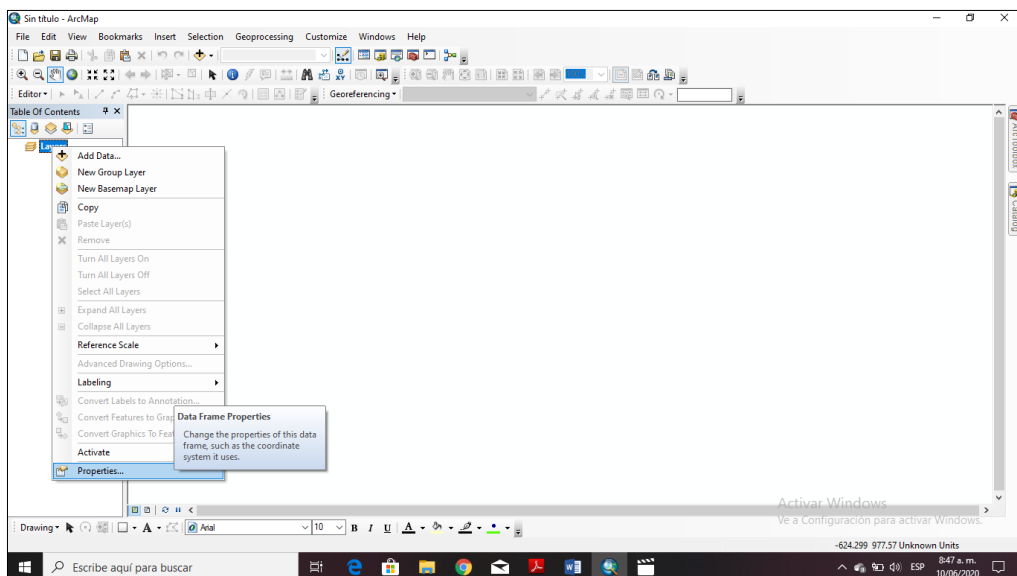 Sin título - ArcMap
File Edit View Bookmarks Insert Selection Geoprocessing Customize Windows Help
Editor Georeferencing
Table Of Contents
Layers
Add Data...
New Group Layer
New Basemap Layer
Copy
Paste Layer(s)
Remove
Turn All Layers On
Turn All Layers Off
Select All Layers
Expand All Layers
Collapse All Layers
Reference Scale
Advanced Drawing Options...
Labeling
Convert Labels to Annotation...
Convert Features to Grap
Convert Graphics To Feat
Activate
Properties...
Data Frame Properties
Change the properties of this data
frame, such as the coordinate
system it uses.
ArcToolbox
Catalog
Activar Windows
Ve a Configuración para activar Windows.
Drawing A Arial 10 B I U A
-624.299 977.57 Unknown Units
Escribe aquí para buscar
ESP
8:47 a. m.
10/06/2020